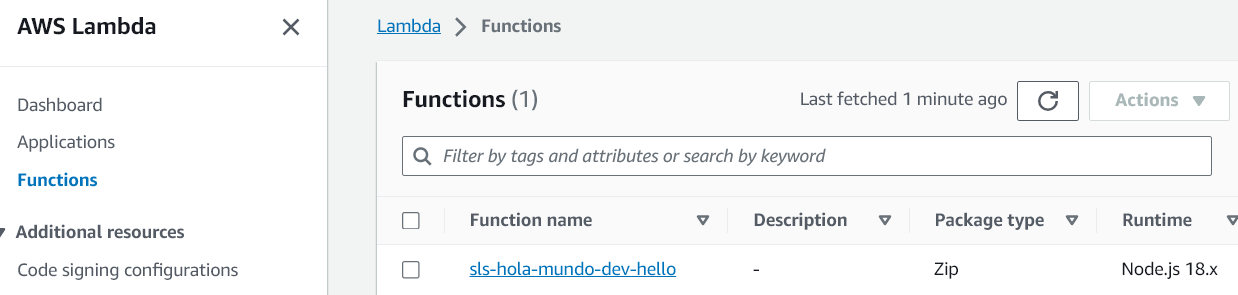 AWS Lambda
Dashboard
Applications
Functions
Additional resources
Code signing configurations
Lambda Functions
Functions (1) Last fetched 1 minute ago Actions
Filter by tags and attributes or search by keyword
Function name Description Package type Runtime
sls-hola-mundo-dev-hello - Zip Node.js 18.x